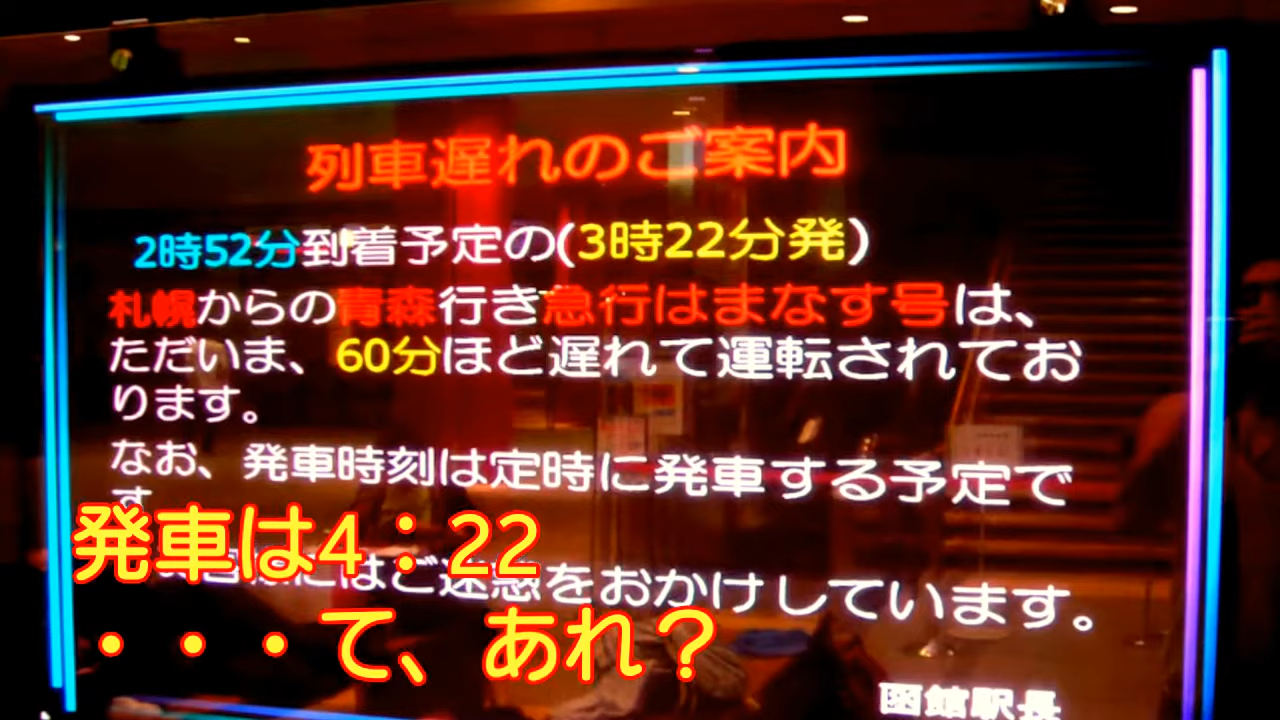 列車遅れのご案内
2時52分到着予定の(3時22分発)
札幌からの青森行き急行はまなす号は、
ただいま、60分ほど遅れて運転されてお
ります。
なお、発車時刻は定時に発車する予定で
す
発車は4:22
にはご迷惑をおかけしています。
・・・て、あれ?
函館駅長